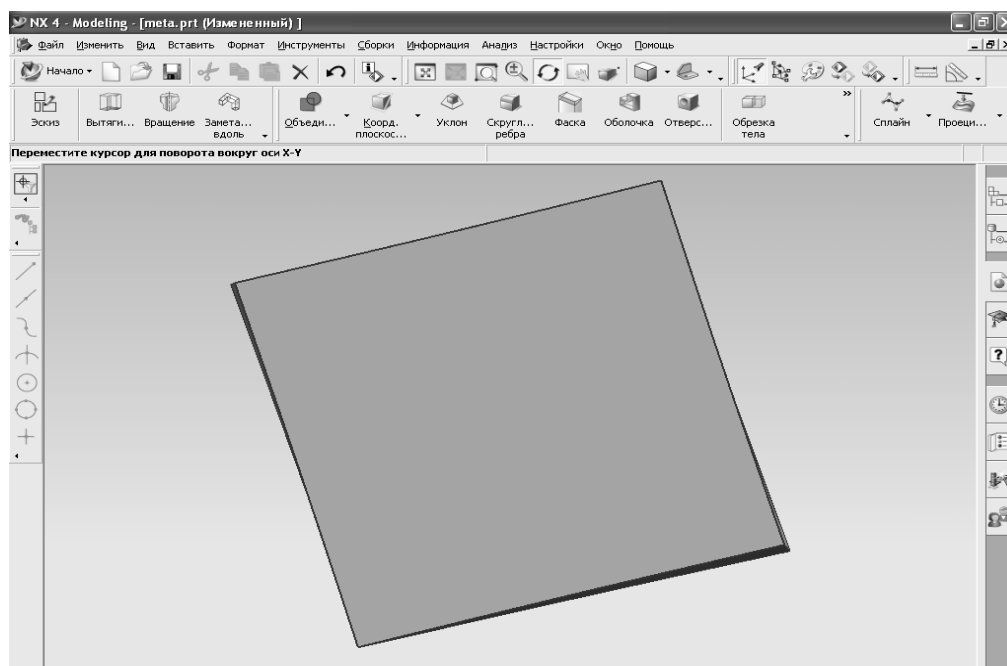 NX 4 - Modeling - [meta.prt (Измененный) ]
Файл Изменить Вид Вставить Формат Инструменты Сборки Информация Анализ Настройки Окно Помощь
Начало
Эскиз Вытяги... Вращение Замета... вдоль Объеди... Коорд. плоскос... Уклон Скругл... ребра Фаска Оболочка Отверс... Обрезка тела Сплайн Проеци...
Переместите курсор для поворота вокруг оси X-Y